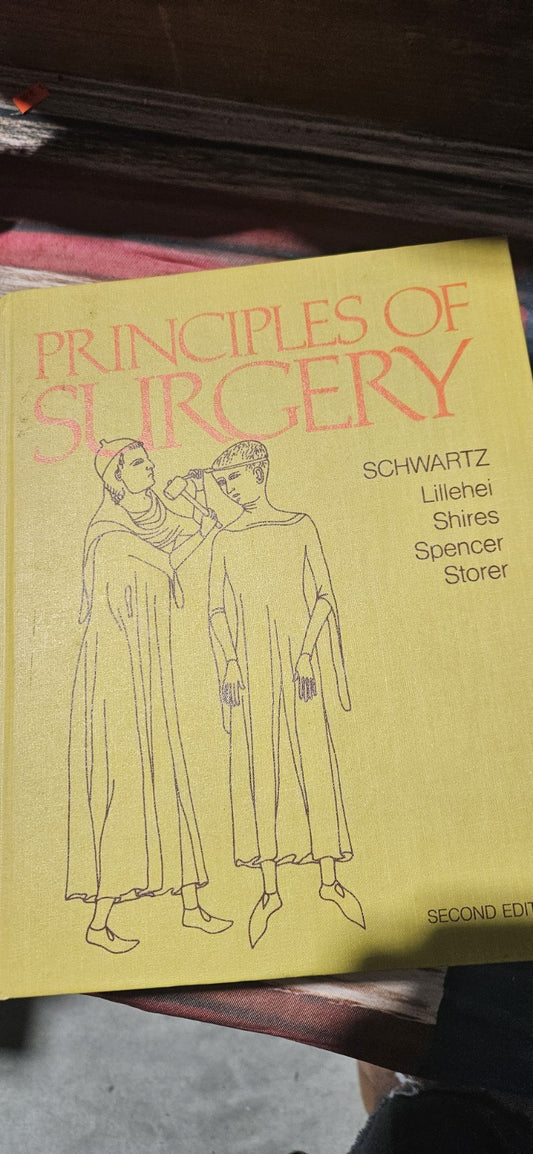 PRINCIPLES OF
SURGERY
SCHWARTZ
Lillehei
Shires
Spencer
Storer
SECOND EDIT